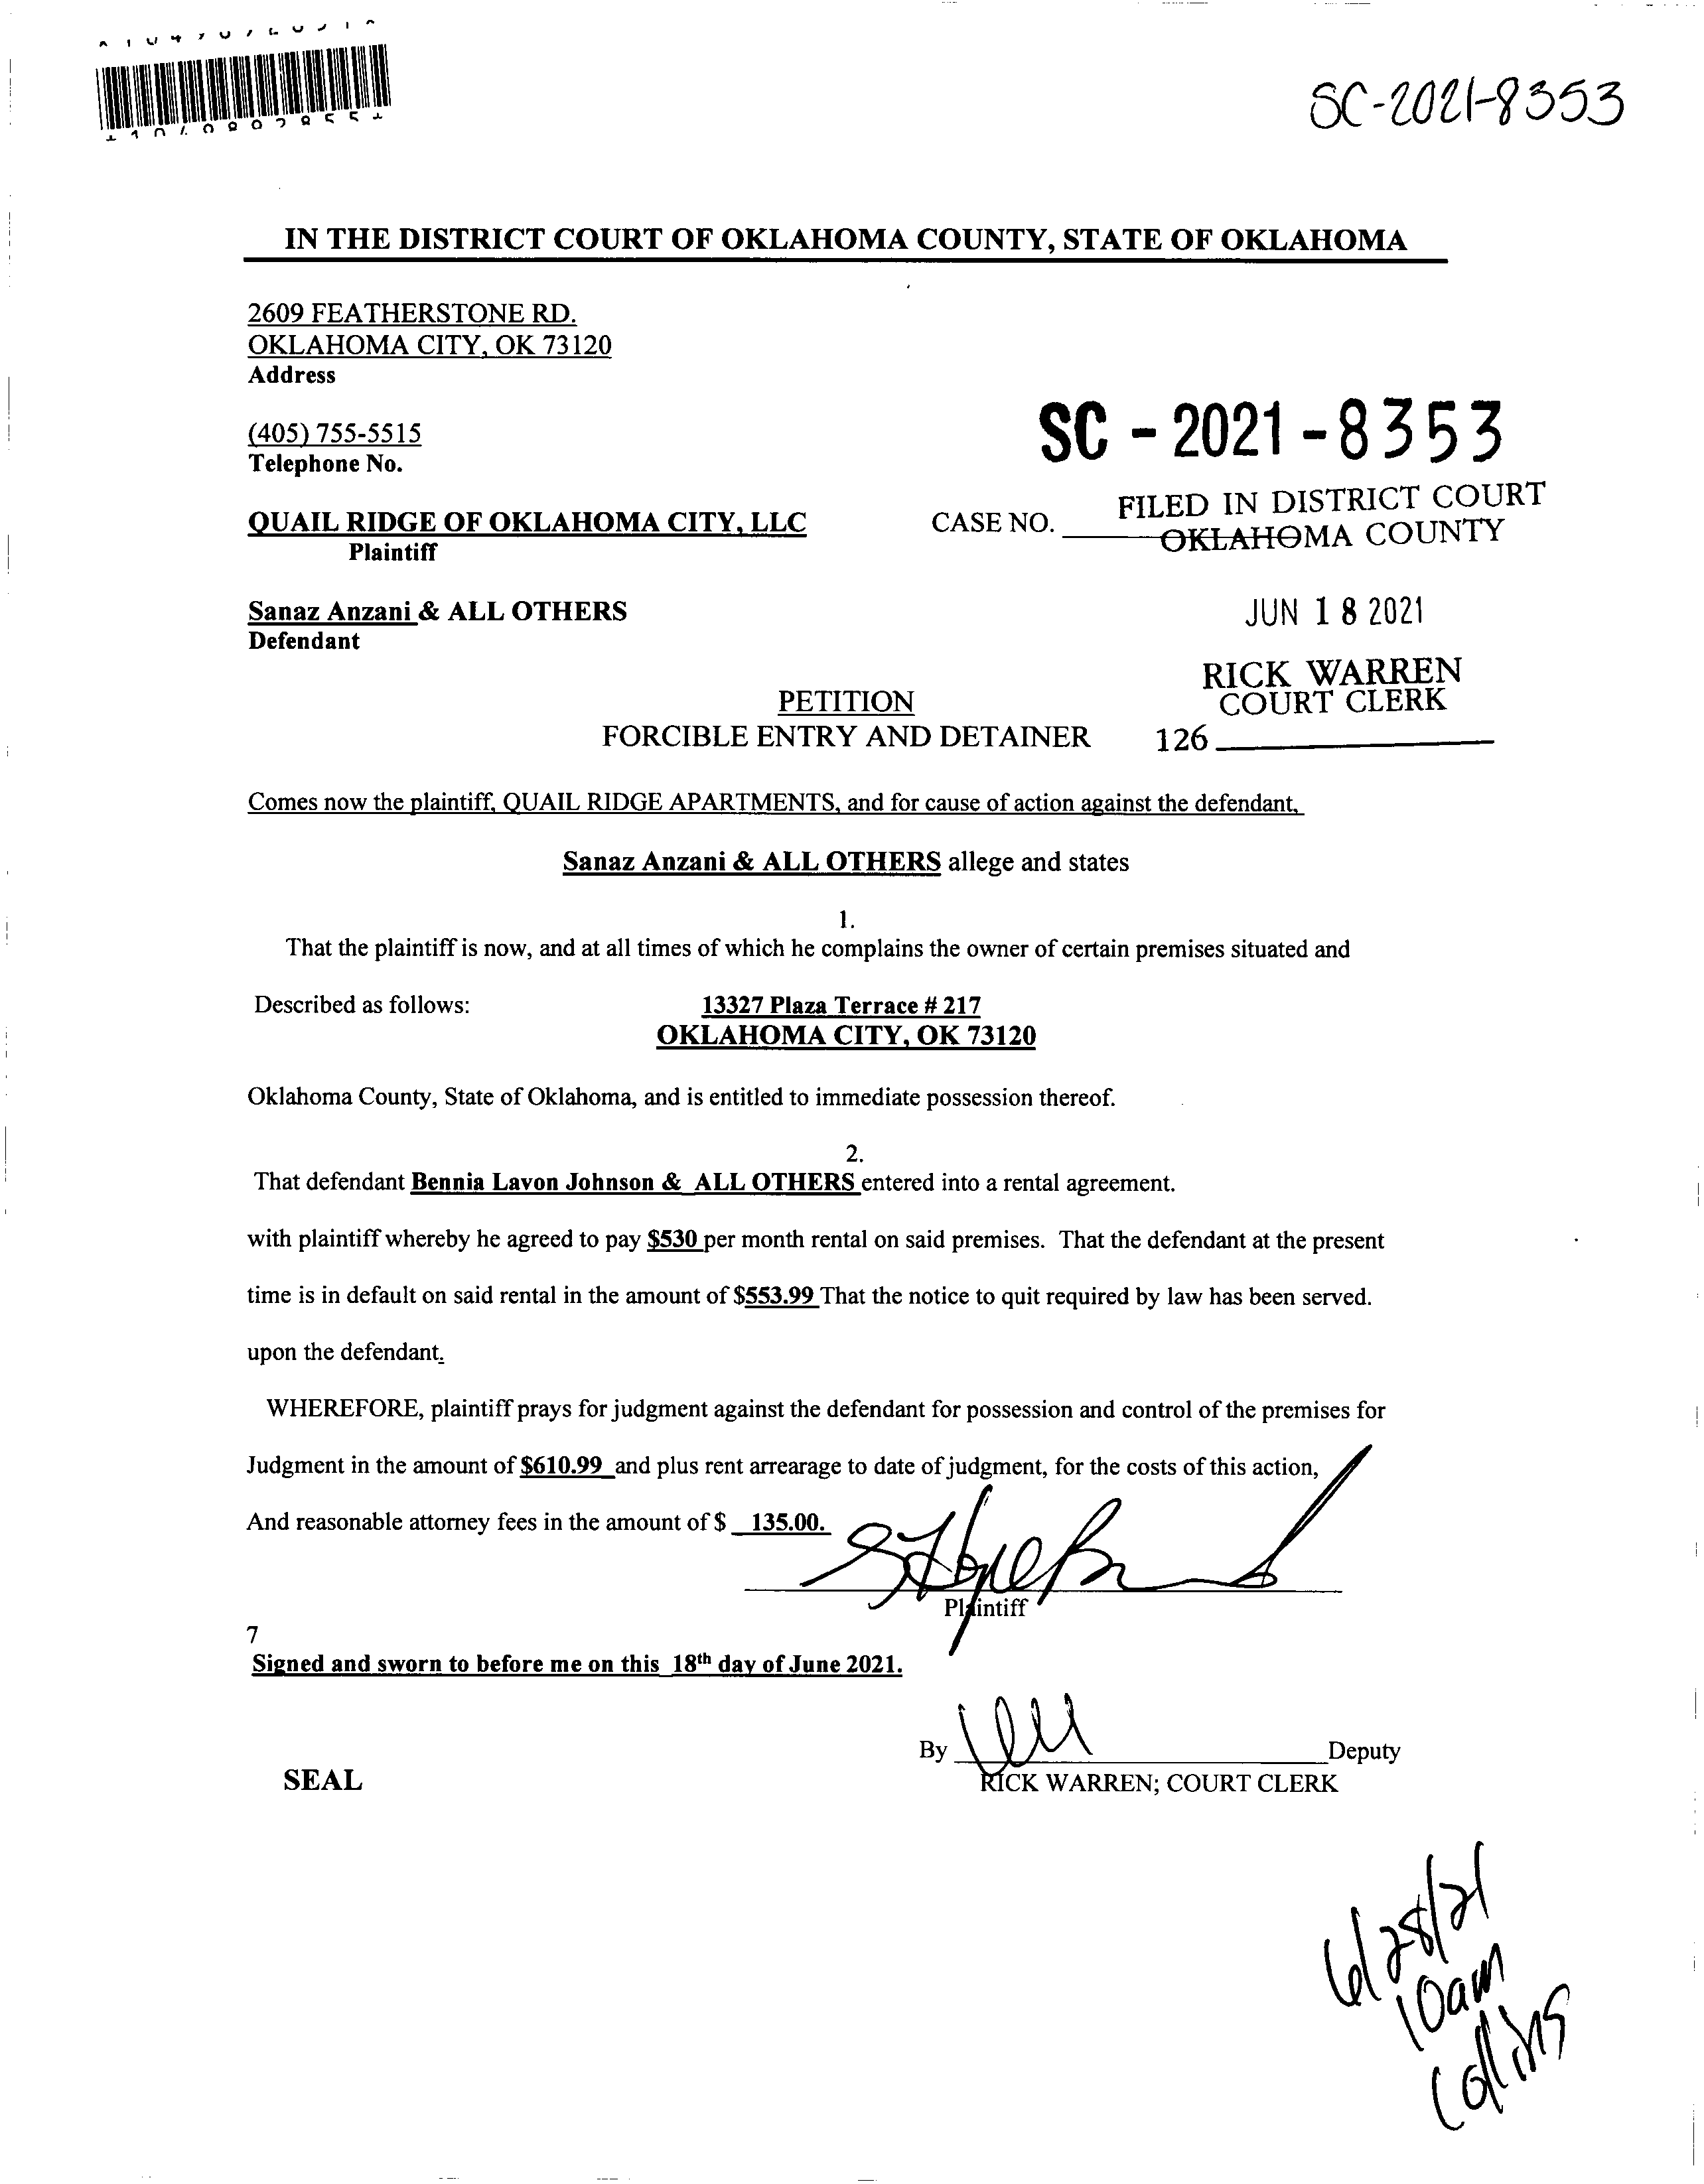 SC-2021-8353
IN THE DISTRICT COURT OF OKLAHOMA COUNTY, STATE OF OKLAHOMA
2609 FEATHERSTONE RD.
OKLAHOMA CITY, OK 73120
Address
SC - 2021 - 8353
(405) 755-5515
Telephone No.
FILED IN DISTRICT COURT
QUAIL RIDGE OF OKLAHOMA CITY, LLC CASE NO. OKLAHOMA COUNTY
Plaintiff
Sanaz Anzani & ALL OTHERS JUN 18 2021
Defendant
RICK WARREN
PETITION COURT CLERK
FORCIBLE ENTRY AND DETAINER 126
Comes now the plaintiff, QUAIL RIDGE APARTMENTS, and for cause of action against the defendant,
Sanaz Anzani & ALL OTHERS allege and states
1.
That the plaintiff is now, and at all times of which he complains the owner of certain premises situated and
Described as follows: 13327 Plaza Terrace # 217
OKLAHOMA CITY, OK 73120
Oklahoma County, State of Oklahoma, and is entitled to immediate possession thereof.
2.
That defendant Bennia Lavon Johnson & ALL OTHERS entered into a rental agreement.
with plaintiff whereby he agreed to pay $530 per month rental on said premises. That the defendant at the present
time is in default on said rental in the amount of $553.99 That the notice to quit required by law has been served.
upon the defendant.
WHEREFORE, plaintiff prays for judgment against the defendant for possession and control of the premises for
Judgment in the amount of $610.99 and plus rent arrearage to date of judgment, for the costs of this action,
And reasonable attorney fees in the amount of $ 135.00.
Plaintiff
7
Signed and sworn to before me on this 18th day of June 2021.
By Deputy
SEAL RICK WARREN; COURT CLERK
6/28/21
10am
Collins